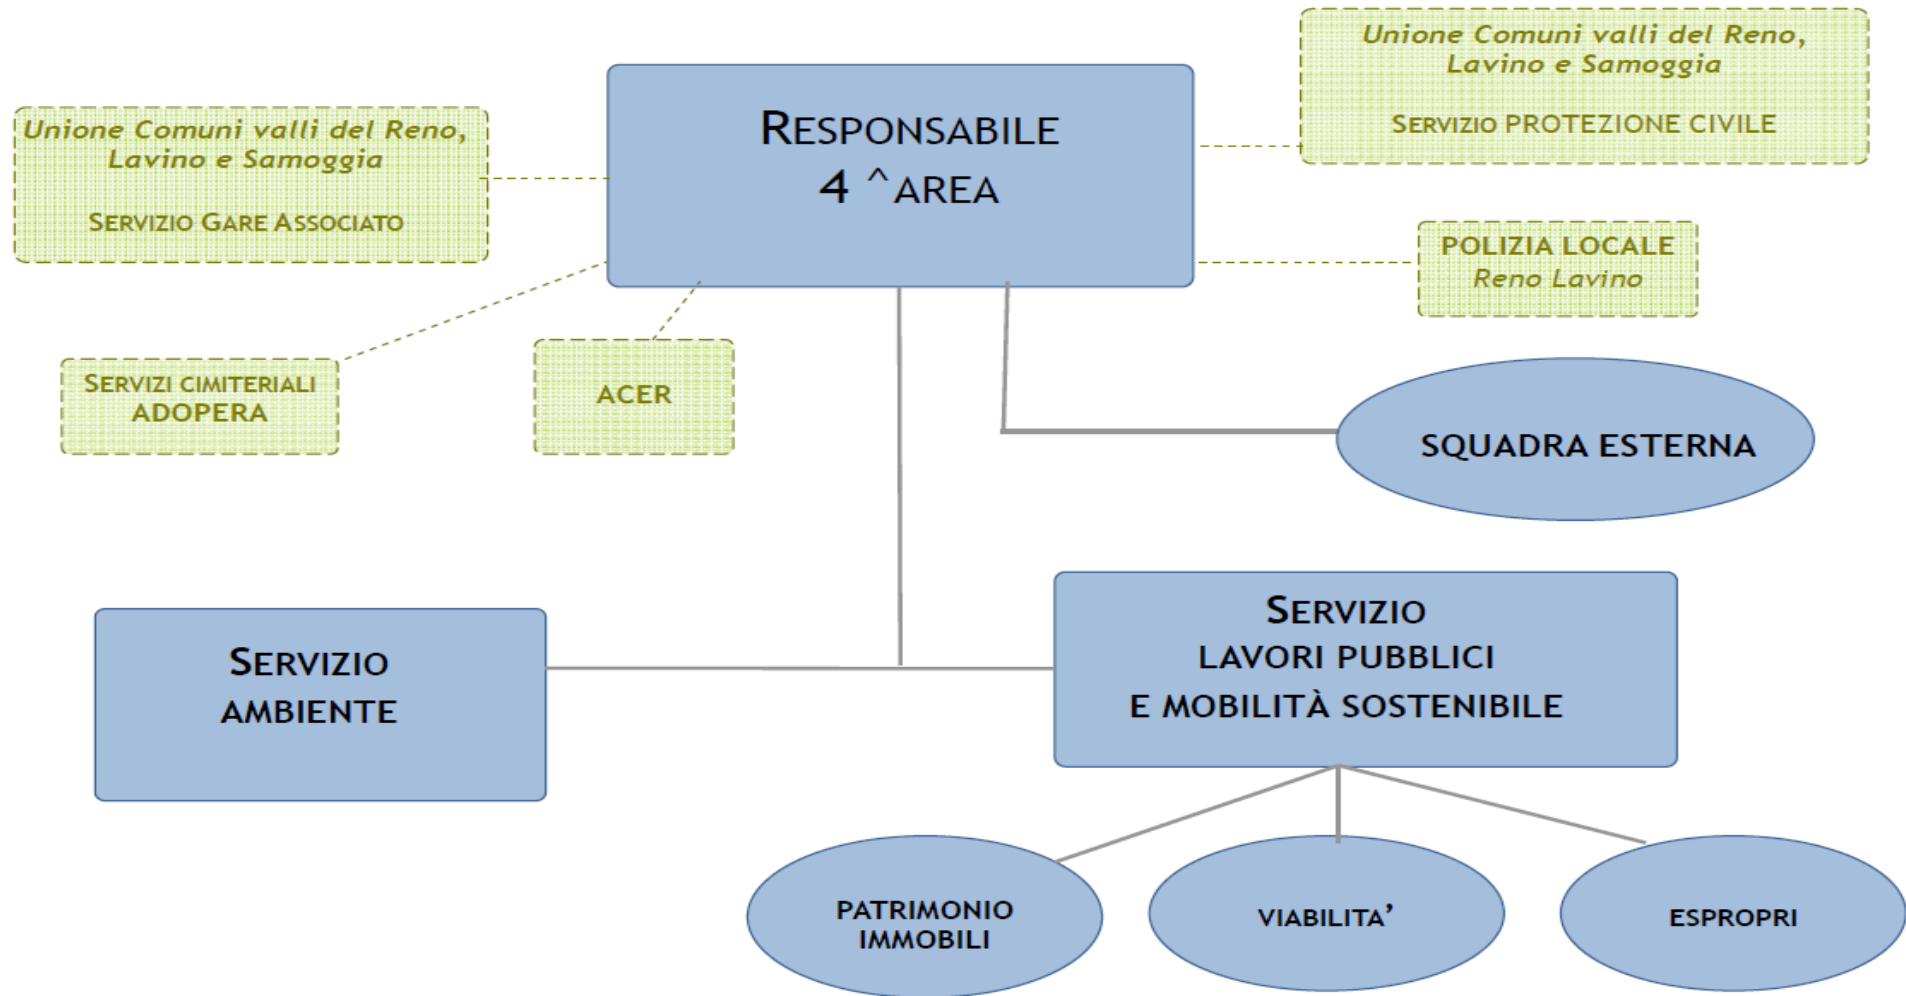 Unione Comuni valli del Reno,
Lavino e Samoggia
SERVIZIO PROTEZIONE CIVILE
RESPONSABILE
4 ^AREA
Unione Comuni valli del Reno,
Lavino e Samoggia
SERVIZIO GARE ASSOCIATO
POLIZIA LOCALE
Reno Lavino
SERVIZI CIMITERIALI
ADOPERA
ACER
SQUADRA ESTERNA
SERVIZIO
AMBIENTE
SERVIZIO
LAVORI PUBBLICI
E MOBILITÀ SOSTENIBILE
PATRIMONIO
IMMOBILI
VIABILITA’
ESPROPRI